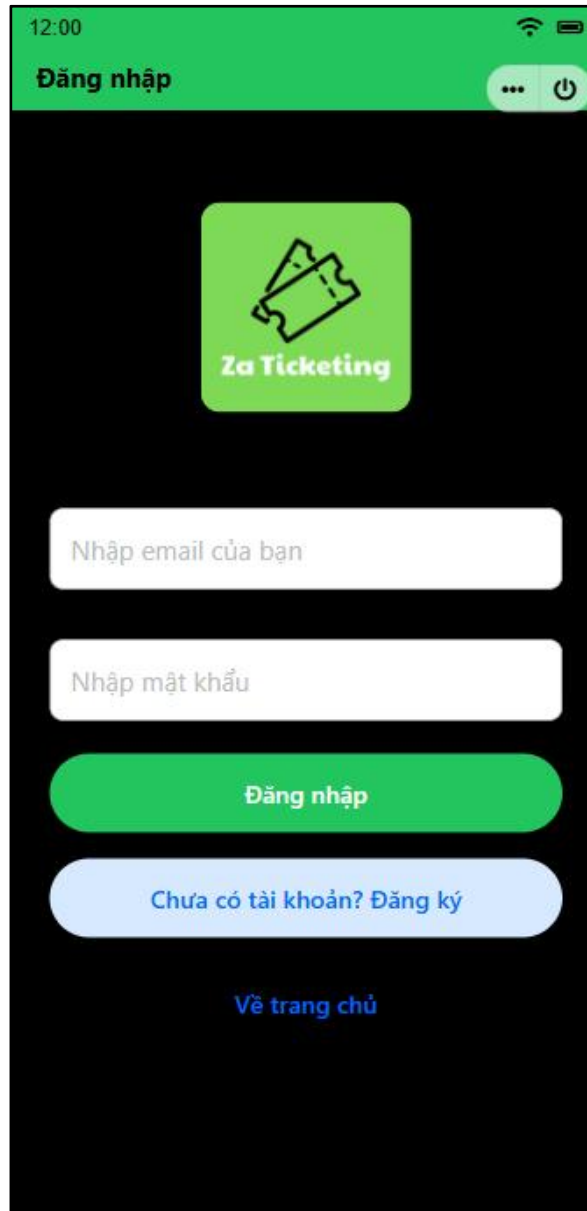 12:00
Đăng nhập
Za Ticketing
Nhập email của bạn
Nhập mật khẩu
Đăng nhập
Chưa có tài khoản? Đăng ký
Về trang chủ